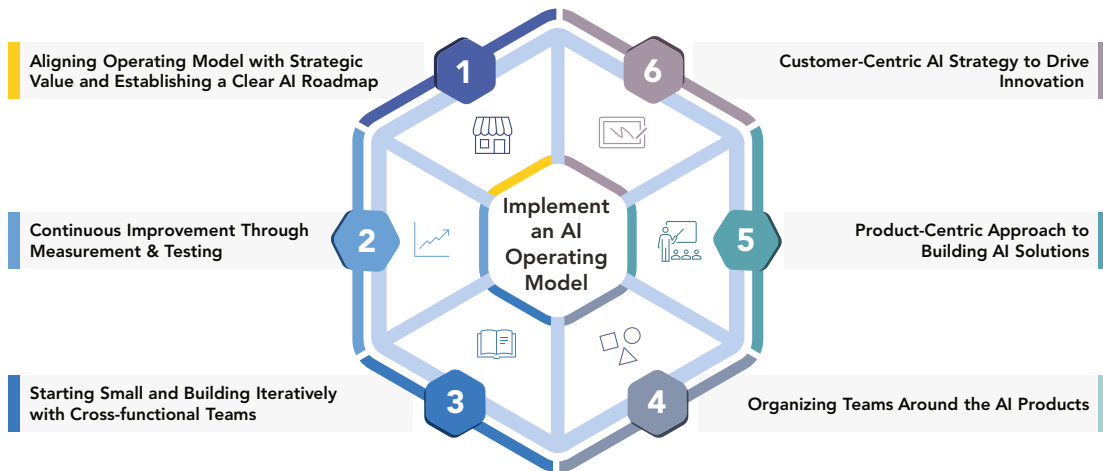 1
Aligning Operating Model with Strategic
Value and Establishing a Clear AI Roadmap
2
Continuous Improvement Through
Measurement & Testing
3
Starting Small and Building Iteratively
with Cross-functional Teams
Implement
an AI
Operating
Model
6
Customer-Centric AI Strategy to Drive
Innovation
5
Product-Centric Approach to
Building AI Solutions
4
Organizing Teams Around the AI Products